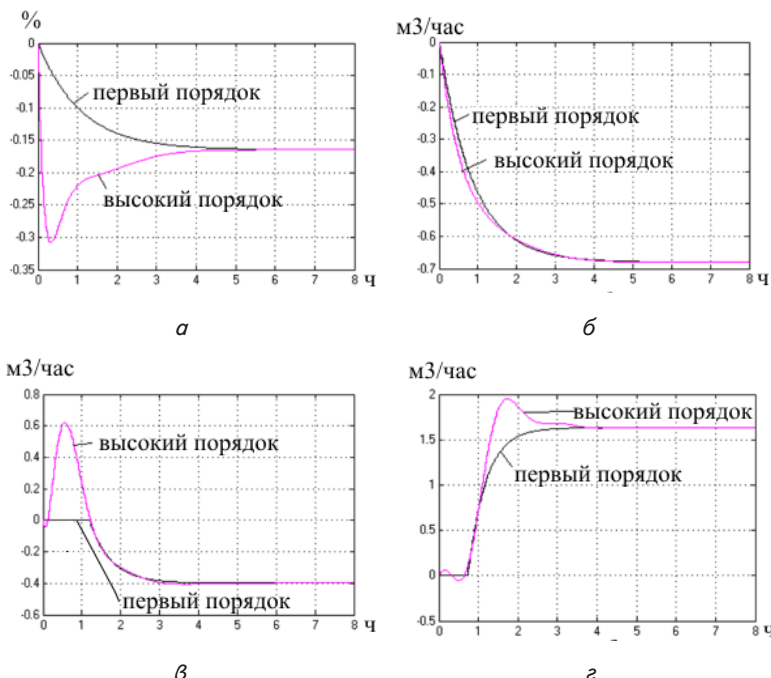 %
0
-0.05
-0.1
-0.15
-0.2
-0.25
-0.3
-0.35
0 1 2 3 4 5 6 7 8 ч
первый порядок
высокий порядок
а
м3/час
0
-0.1
-0.2
-0.3
-0.4
-0.5
-0.6
-0.7
0 1 2 3 4 5 6 7 8 ч
первый порядок
высокий порядок
б
м3/час
0.8
0.6
0.4
0.2
0
-0.2
-0.4
-0.6
0 1 2 3 4 5 6 7 8 ч
высокий порядок
первый порядок
в
м3/час
2
1.5
1
0.5
0
-0.5
0 1 2 3 4 5 6 7 8 ч
высокий порядок
первый порядок
г